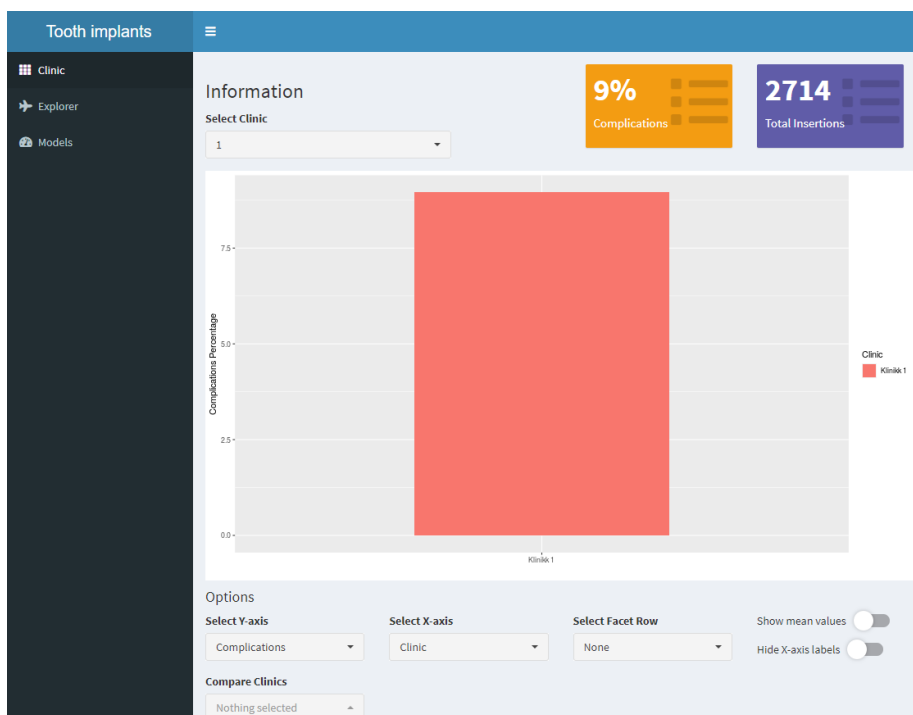 Tooth implants
Clinic
Explorer
Models
Information
Select Clinic
1
9%
Complications
2714
Total Insertions
Complications Percentage
7.5
5.0
2.5
0.0
Klinikk 1
Clinic
Klinikk 1
Options
Select Y-axis
Complications
Select X-axis
Clinic
Select Facet Row
None
Show mean values
Hide X-axis labels
Compare Clinics
Nothing selected